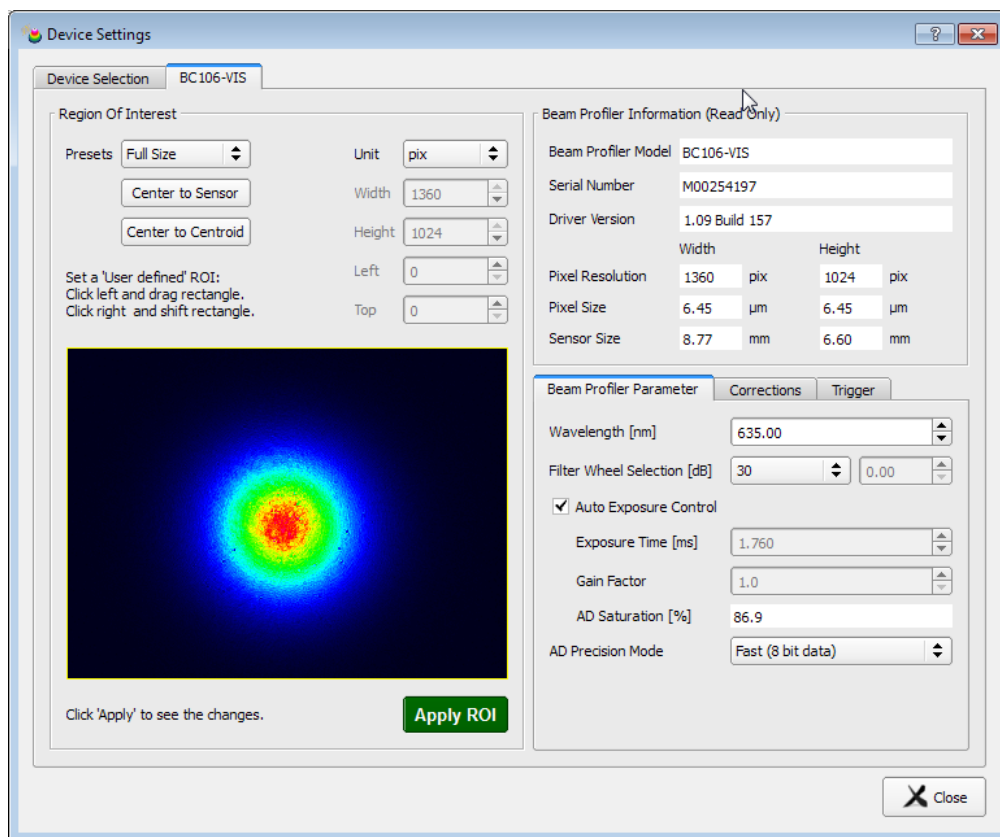 Device Settings
Device Selection
BC106-VIS
Region Of Interest
Presets
Full Size
Unit
pix
Center to Sensor
Width
1360
Center to Centroid
Height
1024
Set a 'User defined' ROI:
Click left and drag rectangle.
Click right and shift rectangle.
Left
0
Top
0
Click 'Apply' to see the changes.
Apply ROI
Beam Profiler Information (Read Only)
Beam Profiler Model
BC106-VIS
Serial Number
M00254197
Driver Version
1.09 Build 157
Width
Height
Pixel Resolution
1360
pix
1024
pix
Pixel Size
6.45
µm
6.45
µm
Sensor Size
8.77
mm
6.60
mm
Beam Profiler Parameter
Corrections
Trigger
Wavelength [nm]
635.00
Filter Wheel Selection [dB]
30
0.00
Auto Exposure Control
Exposure Time [ms]
1.760
Gain Factor
1.0
AD Saturation [%]
86.9
AD Precision Mode
Fast (8 bit data)
Close